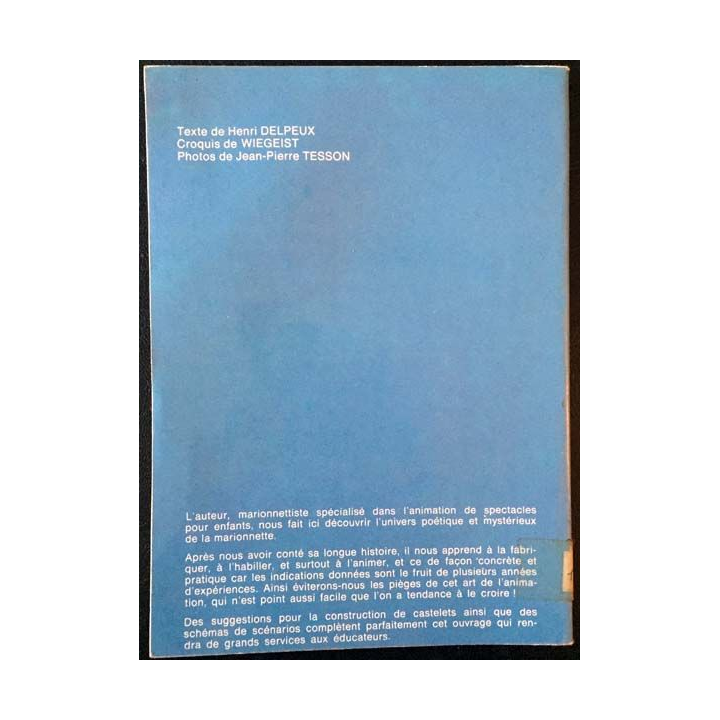 Texte de Henri DELPEUX
Croquis de WIEGEIST
Photos de Jean-Pierre TESSON
L'auteur, marionnettiste spécialisé dans l'animation de spectacles
pour enfants, nous fait ici découvrir l'univers poétique et mystérieux
de la marionnette.
Après nous avoir conté sa longue histoire, il nous apprend à la fabri-
quer, à l'habiller, et surtout à l'animer, et ce de façon concrète et
pratique car les indications données sont le fruit de plusieurs années
d'expériences. Ainsi éviterons-nous les pièges de cet art de l'anima-
tion, qui n'est point aussi facile que l'on a tendance à le croire !
Des suggestions pour la construction de castelets ainsi que des
schémas de scénarios complètent parfaitement cet ouvrage qui ren-
dra de grands services aux éducateurs.